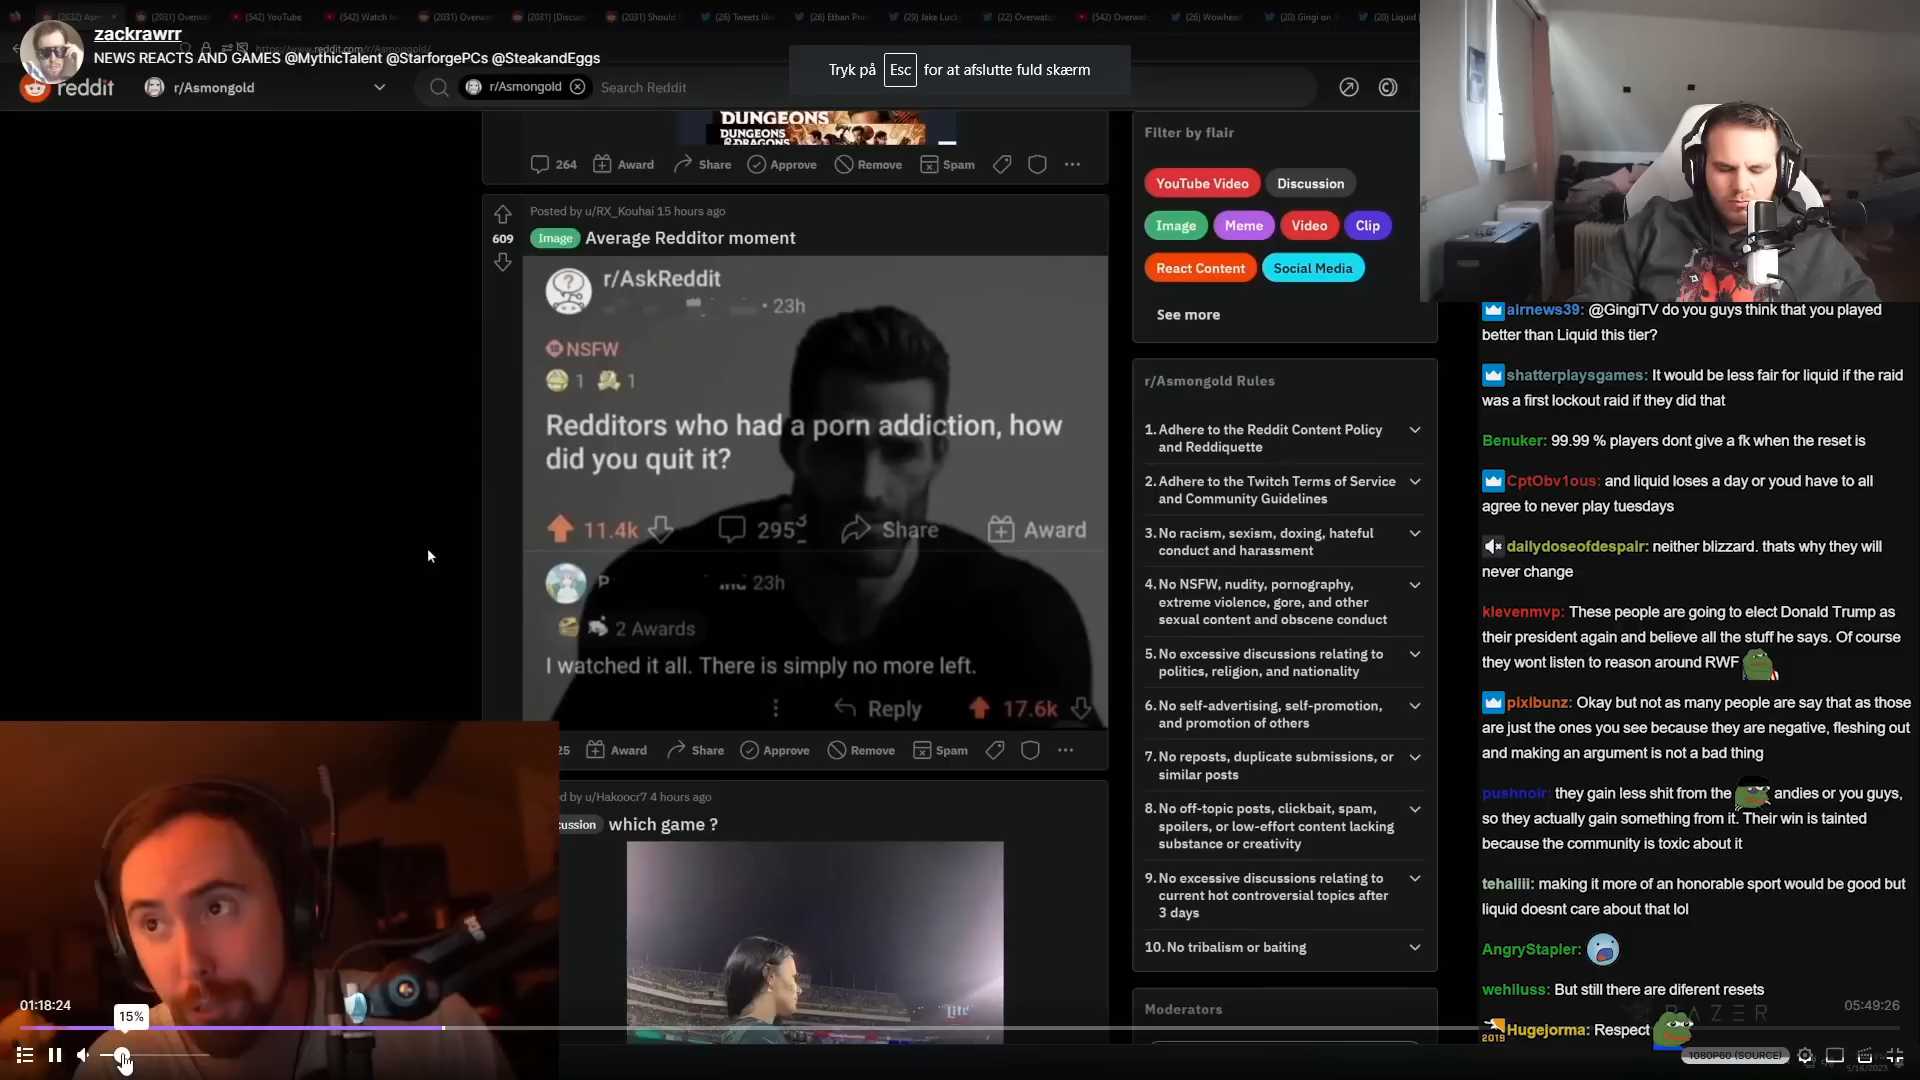 zackrawrr
NEWS REACTS AND GAMES @MythicTalent @StarforgePCs @SteakandEggs
Tryk på Esc for at afslutte fuld skærm
reddit
r/Asmongold
r/Asmongold
Search Reddit
DUNGEONS
DUNGEONS
& DRAGONS
264
Award
Share
Approve
Remove
Spam
Posted by u/RX_Kouhai 15 hours ago
609
Image
Average Redditor moment
r/AskReddit
• 23h
NSFW
1
1
Redditors who had a porn addiction, how
did you quit it?
11.4k
295
Share
Award
23h
2 Awards
I watched it all. There is simply no more left.
Reply
17.6k
Award
Share
Approve
Remove
Spam
ed by u/Hakoocr7 4 hours ago
cussion
which game ?
Lite
Filter by flair
YouTube Video
Discussion
Image
Meme
Video
Clip
React Content
Social Media
See more
r/Asmongold Rules
1. Adhere to the Reddit Content Policy
and Reddiquette
2. Adhere to the Twitch Terms of Service
and Community Guidelines
3. No racism, sexism, doxing, hateful
conduct and harassment
4. No NSFW, nudity, pornography,
extreme violence, gore, and other
sexual content and obscene conduct
5. No excessive discussions relating to
politics, religion, and nationality
6. No self-advertising, self-promotion,
and promotion of others
7. No reposts, duplicate submissions, or
similar posts
8. No off-topic posts, clickbait, spam,
spoilers, or low-effort content lacking
substance or creativity
9. No excessive discussions relating to
current hot controversial topics after
3 days
10. No tribalism or baiting
Moderators
airnews39: @GingiTV do you guys think that you played
better than Liquid this tier?
shatterplaysgames: It would be less fair for liquid if the raid
was a first lockout raid if they did that
Benuker: 99.99 % players dont give a fk when the reset is
CptObv1ous: and liquid loses a day or youd have to all
agree to never play tuesdays
dailydoseofdespair: neither blizzard. thats why they will
never change
klevenmvp: These people are going to elect Donald Trump as
their president again and believe all the stuff he says. Of course
they wont listen to reason around RWF
pixlbunz: Okay but not as many people are say that as those
are just the ones you see because they are negative, fleshing out
and making an argument is not a bad thing
pushnoir: they gain less shit from the andies or you guys,
so they actually gain something from it. Their win is tainted
because the community is toxic about it
tehaliii: making it more of an honorable sport would be good but
liquid doesnt care about that lol
AngryStapler:
wehiluss: But still there are diferent resets
Hugejorma: Respect
2019
RAZER
01:18:24
15%
05:49:26
1080P60 (SOURCE)